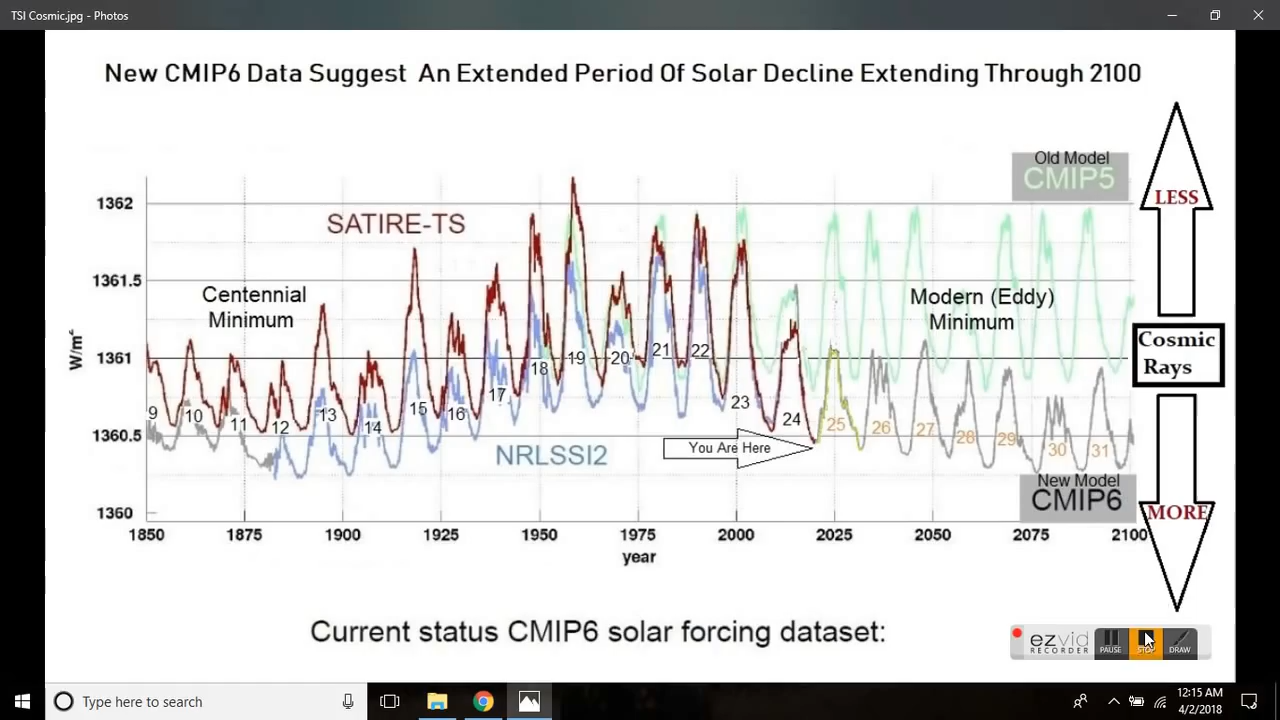 TSI Cosmic.jpg - Photos
New CMIP6 Data Suggest An Extended Period Of Solar Decline Extending Through 2100
Old Model
CMIP5
LESS
1362
SATIRE-TS
1361.5
Centennial
Minimum
Modern (Eddy)
Minimum
W/m²
1361
Cosmic
Rays
9 10 11 12 13 14 15 16 17 18 19 20 21 22 23 24 25 26 27 28 29 30 31
1360.5
You Are Here
NRLSSI2
New Model
CMIP6
MORE
1360
1850 1875 1900 1925 1950 1975 2000 2025 2050 2075 2100
year
Current status CMIP6 solar forcing dataset:
ezvid
RECORDER
PAUSE
STOP
DRAW
Type here to search
12:15 AM
4/2/2018